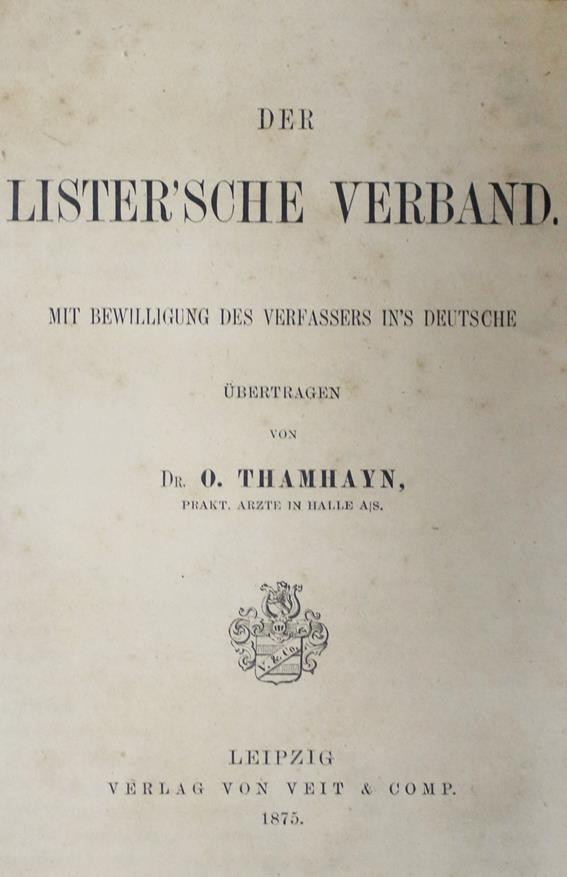 DER
LISTER'SCHE VERBAND.
MIT BEWILLIGUNG DES VERFASSERS IN'S DEUTSCHE
ÜBERTRAGEN
VON
DR. O. THAMHAYN,
PRAKT. ARZTE IN HALLE A|S.
V. & Co.
LEIPZIG
VERLAG VON VEIT & COMP.
1875.